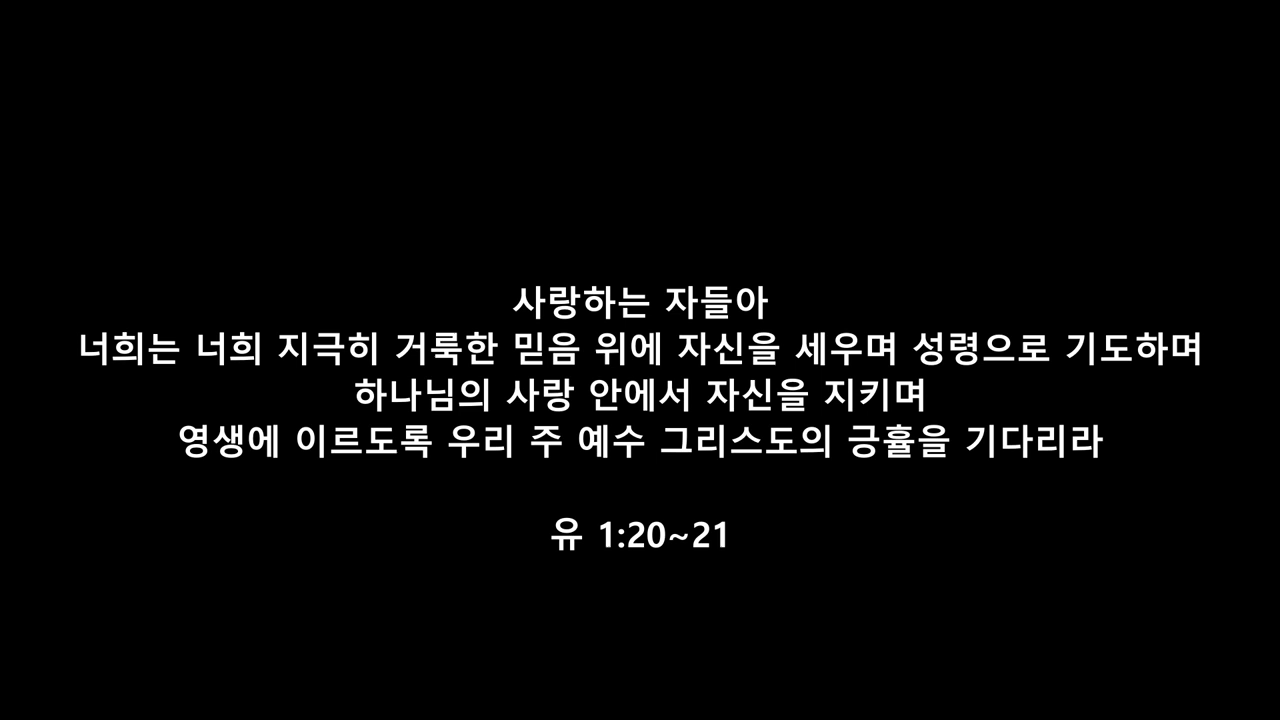 사랑하는 자들아
너희는 너희 지극히 거룩한 믿음 위에 자신을 세우며 성령으로 기도하며
하나님의 사랑 안에서 자신을 지키며
영생에 이르도록 우리 주 예수 그리스도의 긍휼을 기다리라
유 1:20~21